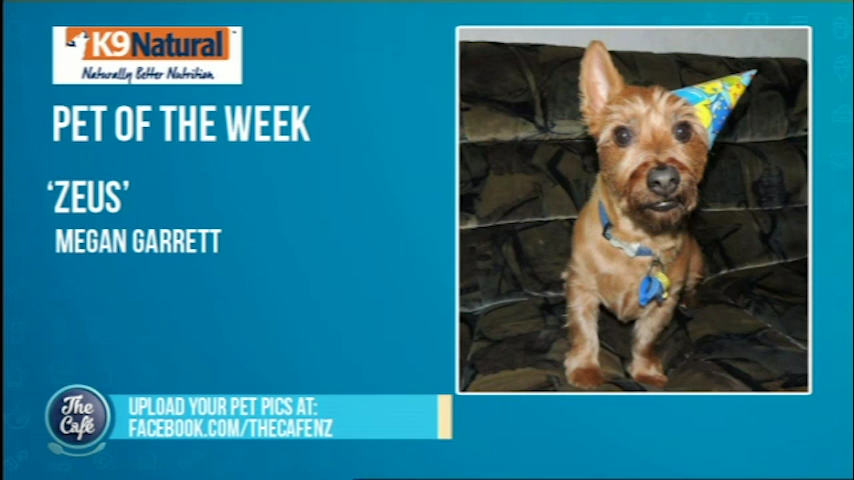 K9Natural
Naturally Better Nutrition
PET OF THE WEEK
‘ZEUS’
MEGAN GARRETT
The Café
UPLOAD YOUR PET PICS AT:
FACEBOOK.COM/THECAFENZ